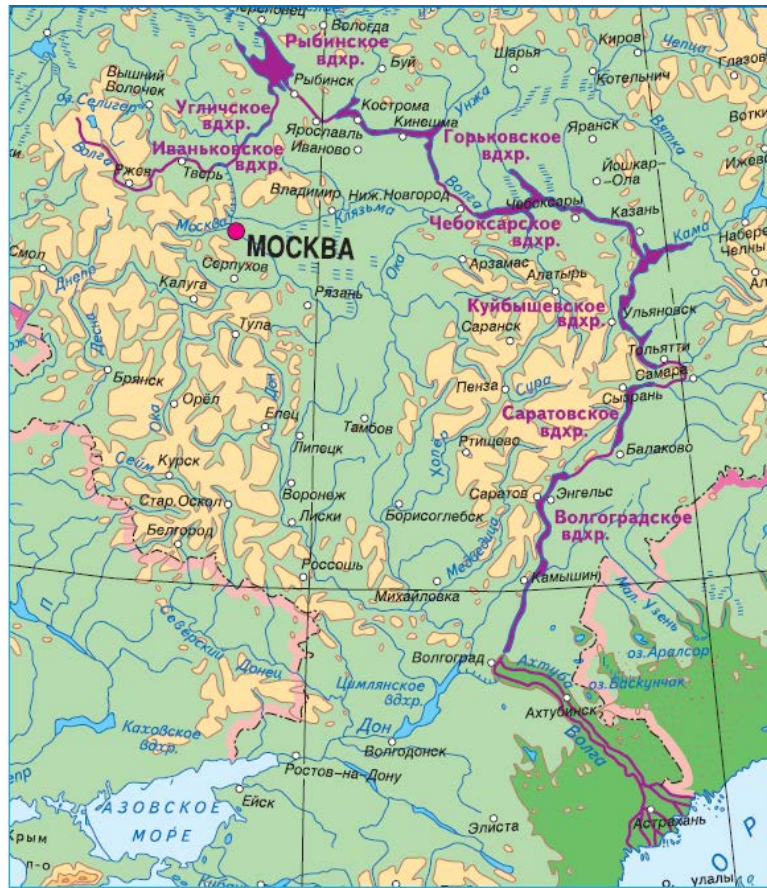 Вологда
Рыбинское
вдхр.
Киров
Чепца
Буй
Шарья
Глазов
Вышний
Волочек
Котельнич
оз.Селигер
Рыбинск
Угличское
вдхр.
Унжа
Кострома
Кинешма
Вятка
Ярославль
Горьковское
вдхр.
Яранск
Иваньковское
вдхр.
Иваново
Волга
Ржев
Тверь
Йошкар-
-Ола
Владимир
Ниж.Новгород
Волга
Клязьма
Чебоксары
Казань
Москва
Чебоксарское
вдхр.
Кама
МОСКВА
Ока
Серпухов
Арзамас
Алатырь
Днепр
Калуга
Рязань
Куйбышевское
вдхр.
Ульяновск
Десна
Тула
Саранск
Тольятти
Брянск
Дон
Пенза
Сура
Самара
Сызрань
Ока
Орёл
Елец
Саратовское
вдхр.
Тамбов
Липецк
Хопер
Ртищево
Балаково
Сейм
Курск
Воронеж
Саратов
Энгельс
Стар.Оскол
Лиски
Борисоглебск
Волгоградское
вдхр.
Белгород
Медведица
Россошь
Камышин
Михайловка
Мал. Узень
Северский
Донец
Волгоград
Ахтуба
оз.Аралсор
Цимлянское
вдхр.
оз.Баскунчак
Ахтубинск
Каховское
вдхр.
Дон
Волгодонск
Волга
Ростов-на-Дону
АЗОВСКОЕ
МОРЕ
Ейск
Астрахань
Элиста
Крым
п-о